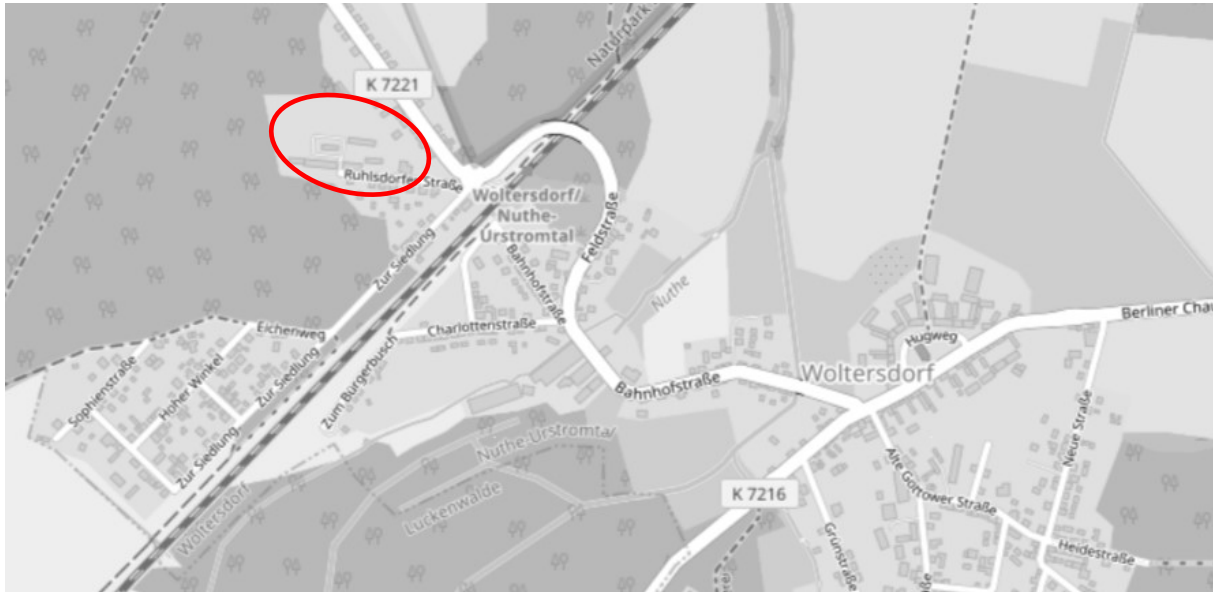 Naturpark
K 7221
Ruhlsdorfer Straße
Woltersdorf/
Nuthe-
Urstromtal
Zur Siedlung
Feldstraße
Bahnhofstraße
Nuthe
Charlottenstraße
Eichenweg
Sophienstraße
Hoher Winkel
Zur Siedlung
Zum Bürgerbusch
Zur Siedlung
Berliner Chau
Hugweg
Woltersdorf
Bahnhofstraße
Neue Straße
Nuthe-Urstromtal
Luckenwalde
Woltersdorf
K 7216
Alte Gottower Straße
Grünstraße
Heidestraße